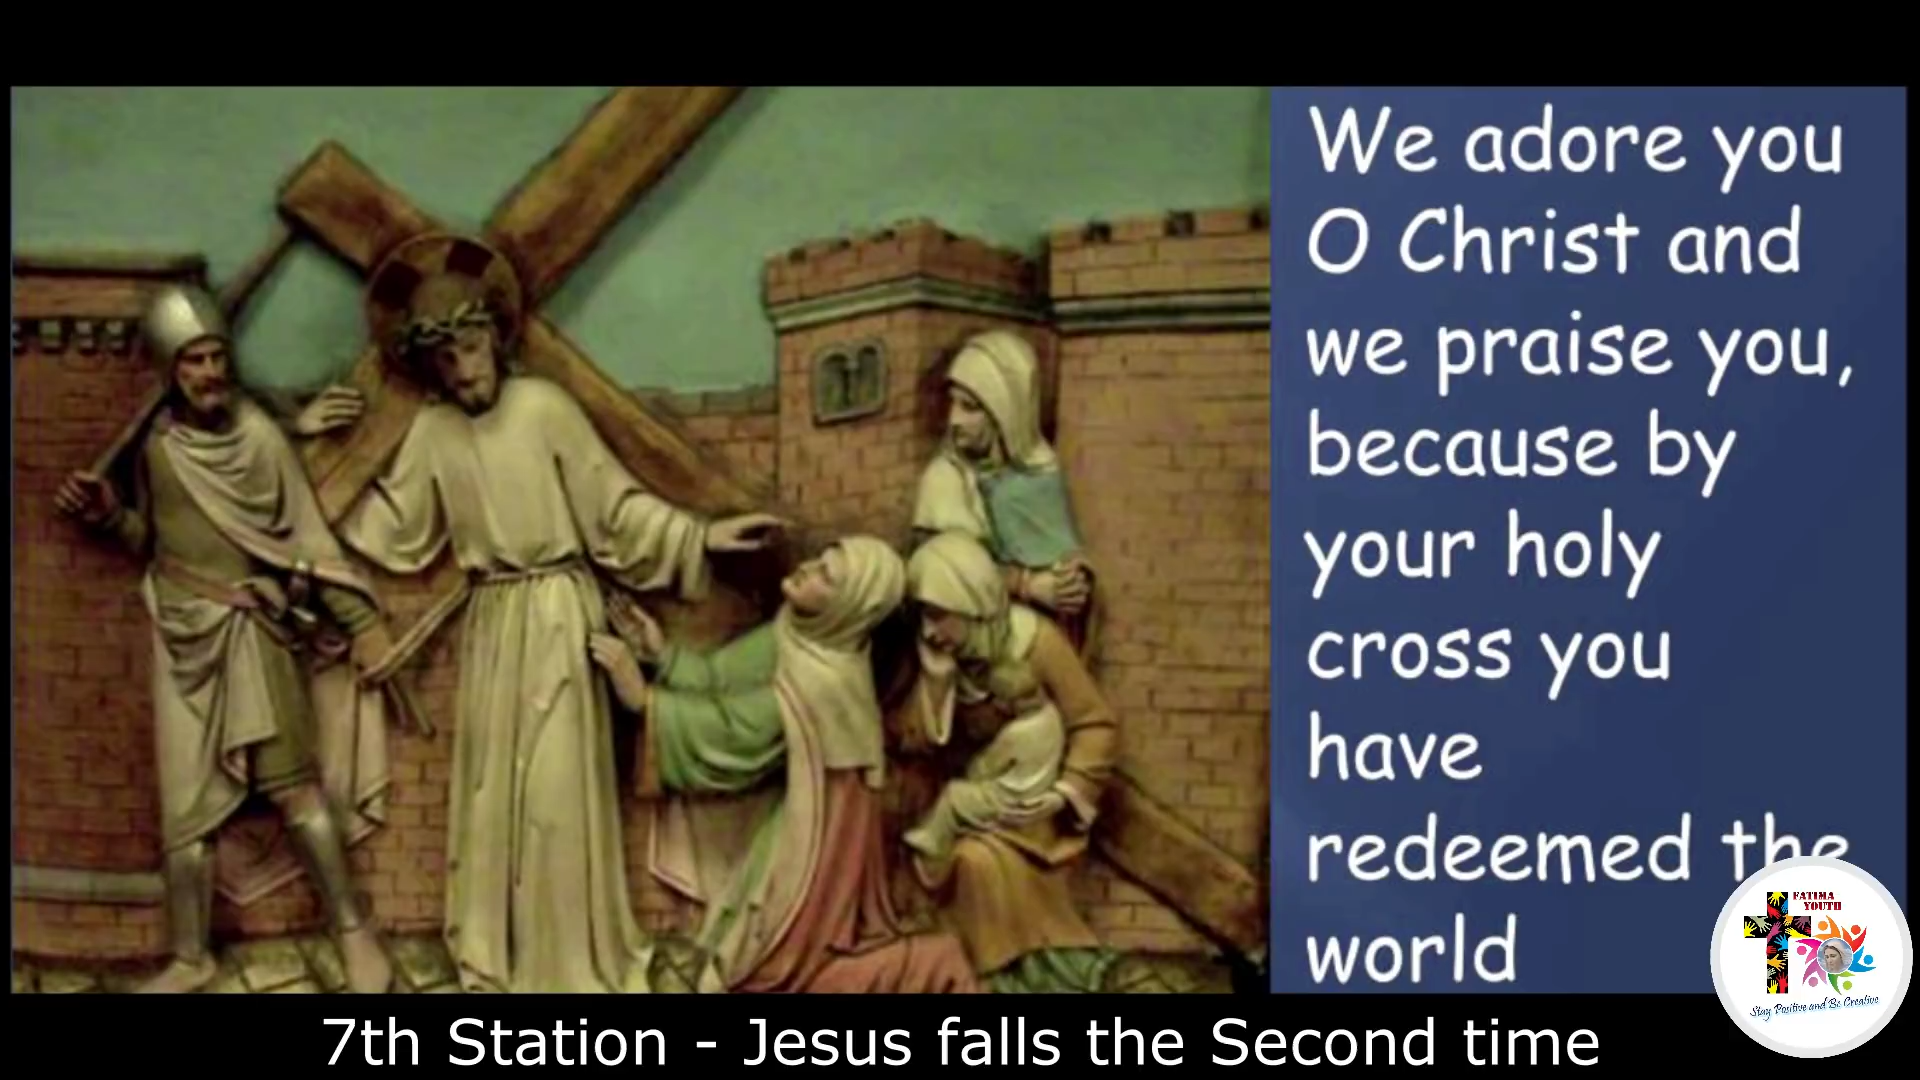 We adore you
O Christ and
we praise you,
because by
your holy
cross you
have
redeemed the
world
FATIMA
YOUTH
Stay Positive and Be Creative
7th Station - Jesus falls the Second time